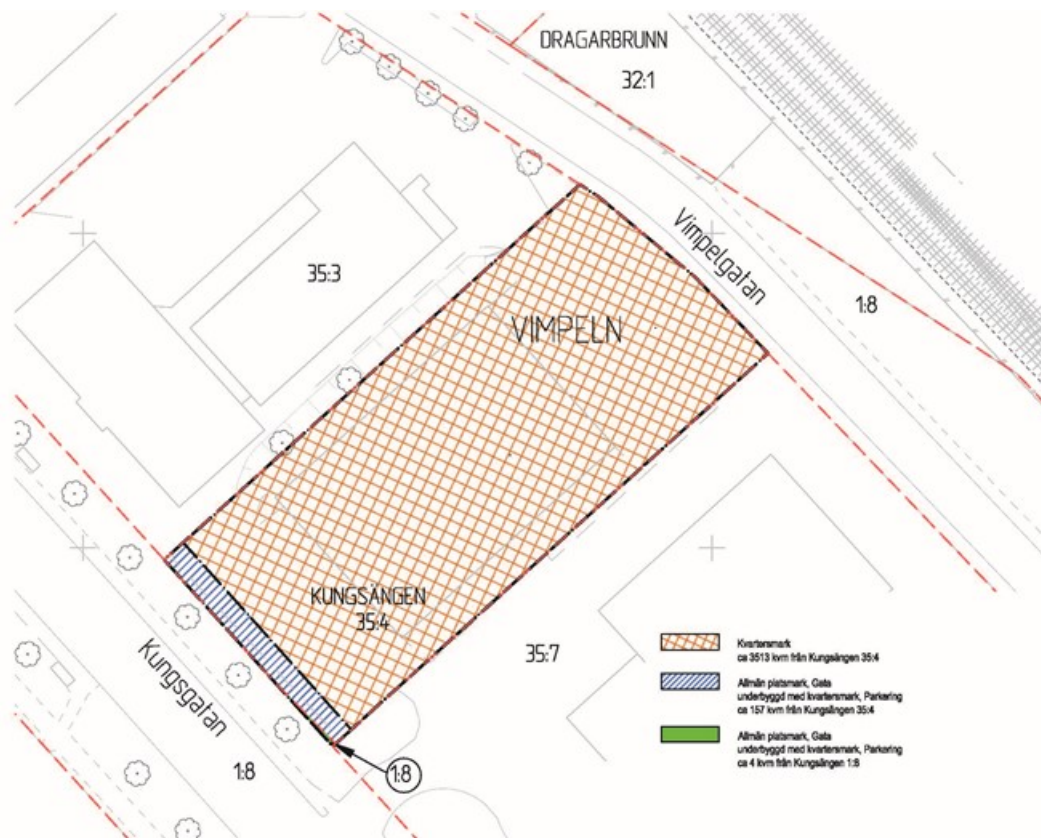 DRAGARBRUNN
32:1
Vimpelgatan
1:8
35:3
VIMPELN
KUNGSÄNGEN
35:4
35:7
Kungsgatan
1:8
1:8
Kvartersmark
ca 3513 kvm från Kungsängen 35:4
Allmän platsmark, Gata
underbyggd med kvartersmark, Parkering
ca 157 kvm från Kungsängen 35:4
Allmän platsmark, Gata
underbyggd med kvartersmark, Parkering
ca 4 kvm från Kungsängen 1:8